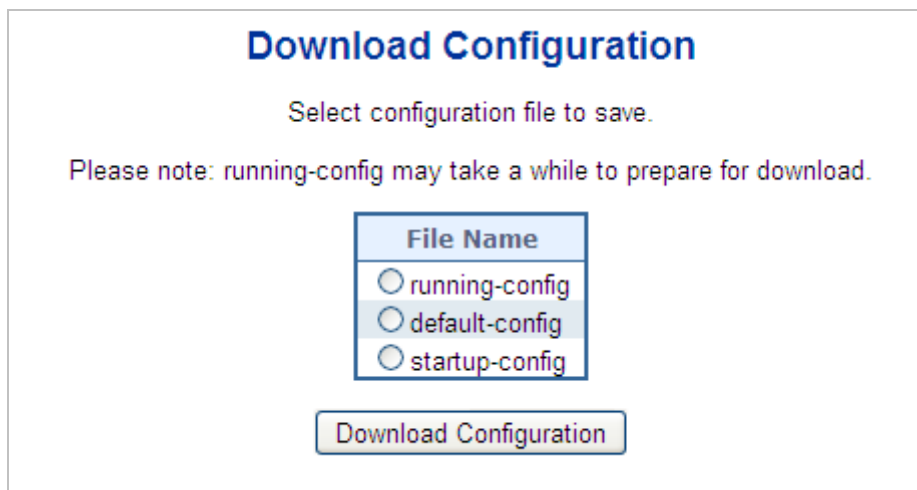 Download Configuration
Select configuration file to save.
Please note: running-config may take a while to prepare for download.
File Name
running-config
default-config
startup-config
Download Configuration